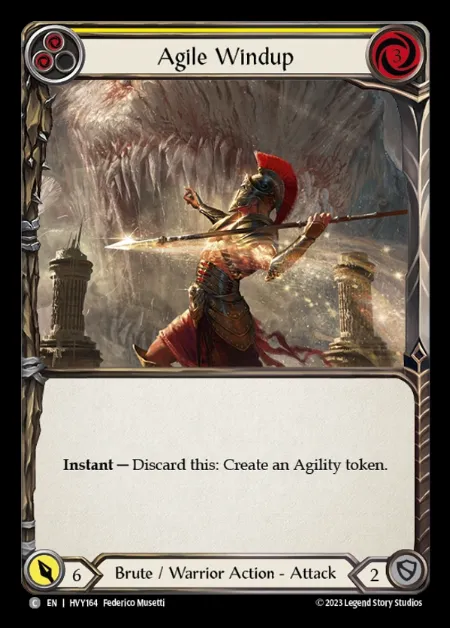 Agile Windup
3
Instant — Discard this: Create an Agility token.
6
Brute / Warrior Action - Attack
2
C EN | HVY164 Federico Musetti
© 2023 Legend Story Studios